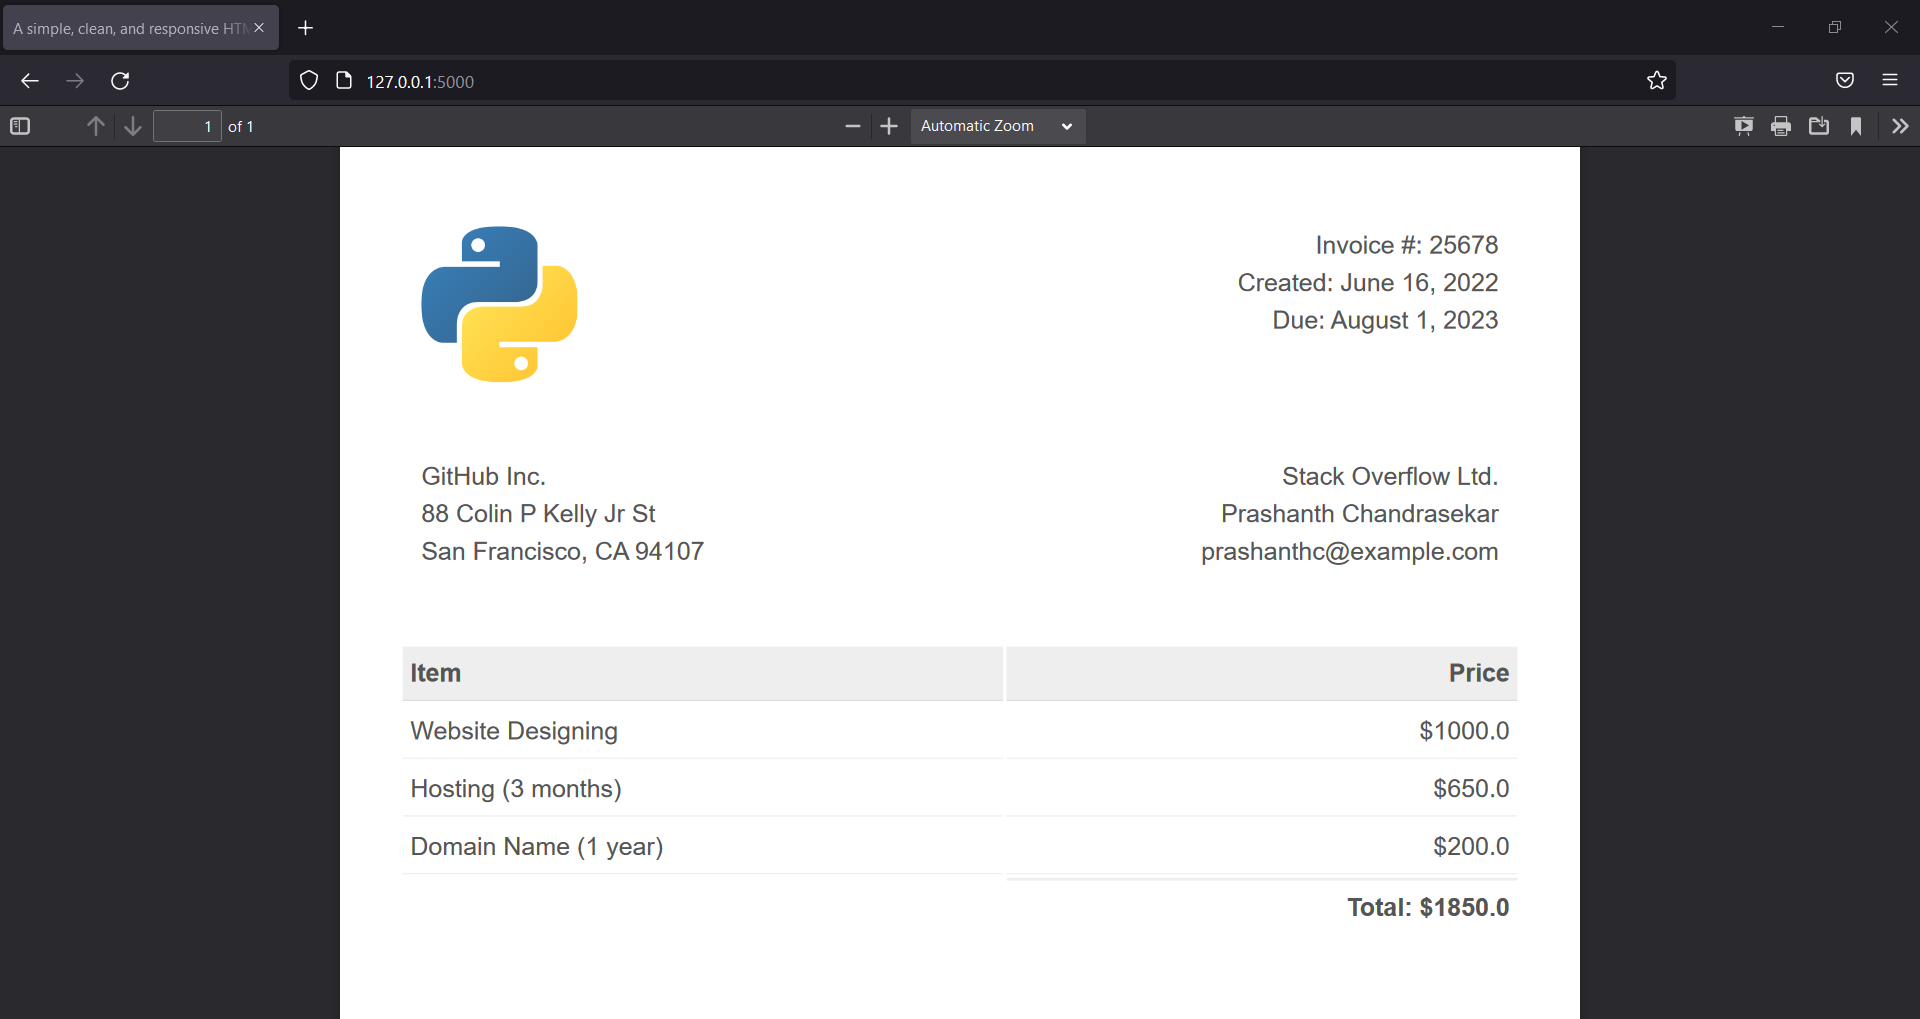 A simple, clean, and responsive HTM
127.0.0.1:5000
1 of 1
Automatic Zoom
Invoice #: 25678
Created: June 16, 2022
Due: August 1, 2023
GitHub Inc.
88 Colin P Kelly Jr St
San Francisco, CA 94107
Stack Overflow Ltd.
Prashanth Chandrasekar
prashanthc@example.com
Item Price
Website Designing $1000.0
Hosting (3 months) $650.0
Domain Name (1 year) $200.0
Total: $1850.0